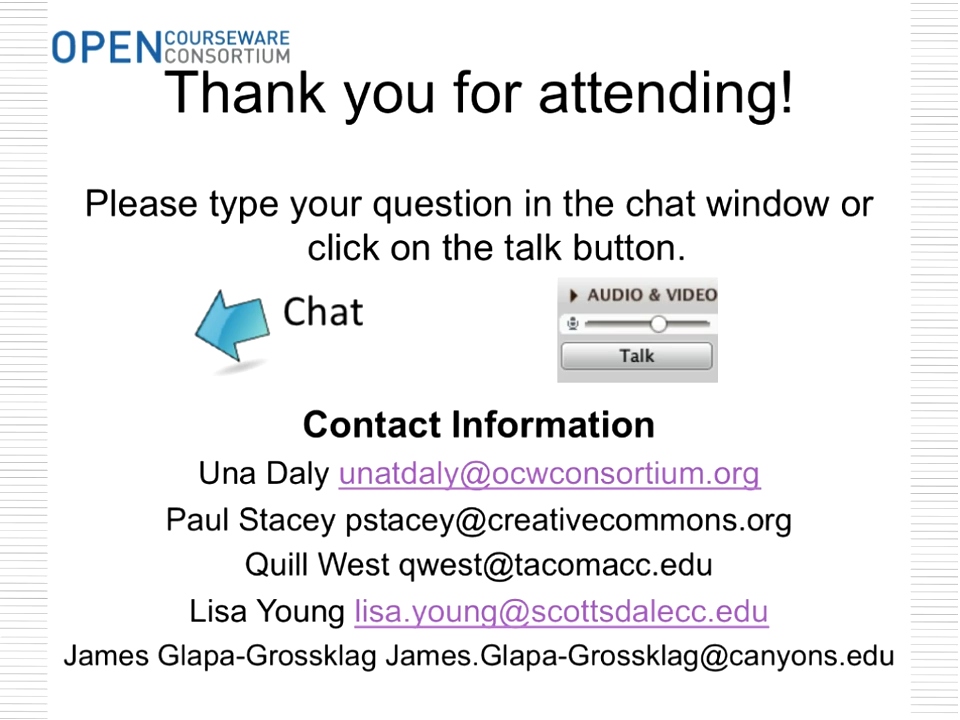 OPEN COURSEWARE
CONSORTIUM
Thank you for attending!
Please type your question in the chat window or
click on the talk button.
Chat
AUDIO & VIDEO
Talk
Contact Information
Una Daly unatdaly@ocwconsortium.org
Paul Stacey pstacey@creativecommons.org
Quill West qwest@tacomacc.edu
Lisa Young lisa.young@scottsdalecc.edu
James Glapa-Grossklag James.Glapa-Grossklag@canyons.edu